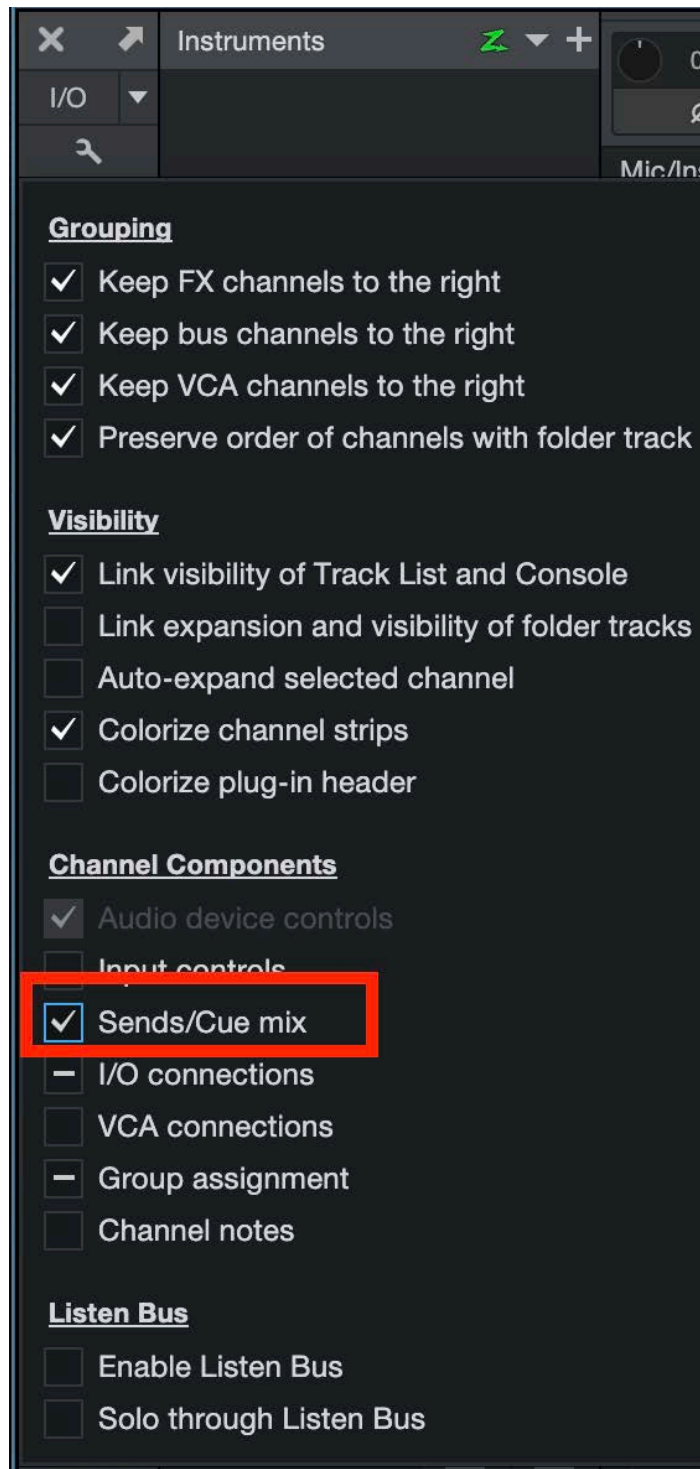 Instruments
I/O
Mic/Ins
Grouping
Keep FX channels to the right
Keep bus channels to the right
Keep VCA channels to the right
Preserve order of channels with folder track
Visibility
Link visibility of Track List and Console
Link expansion and visibility of folder tracks
Auto-expand selected channel
Colorize channel strips
Colorize plug-in header
Channel Components
Audio device controls
Input controls
Sends/Cue mix
I/O connections
VCA connections
Group assignment
Channel notes
Listen Bus
Enable Listen Bus
Solo through Listen Bus